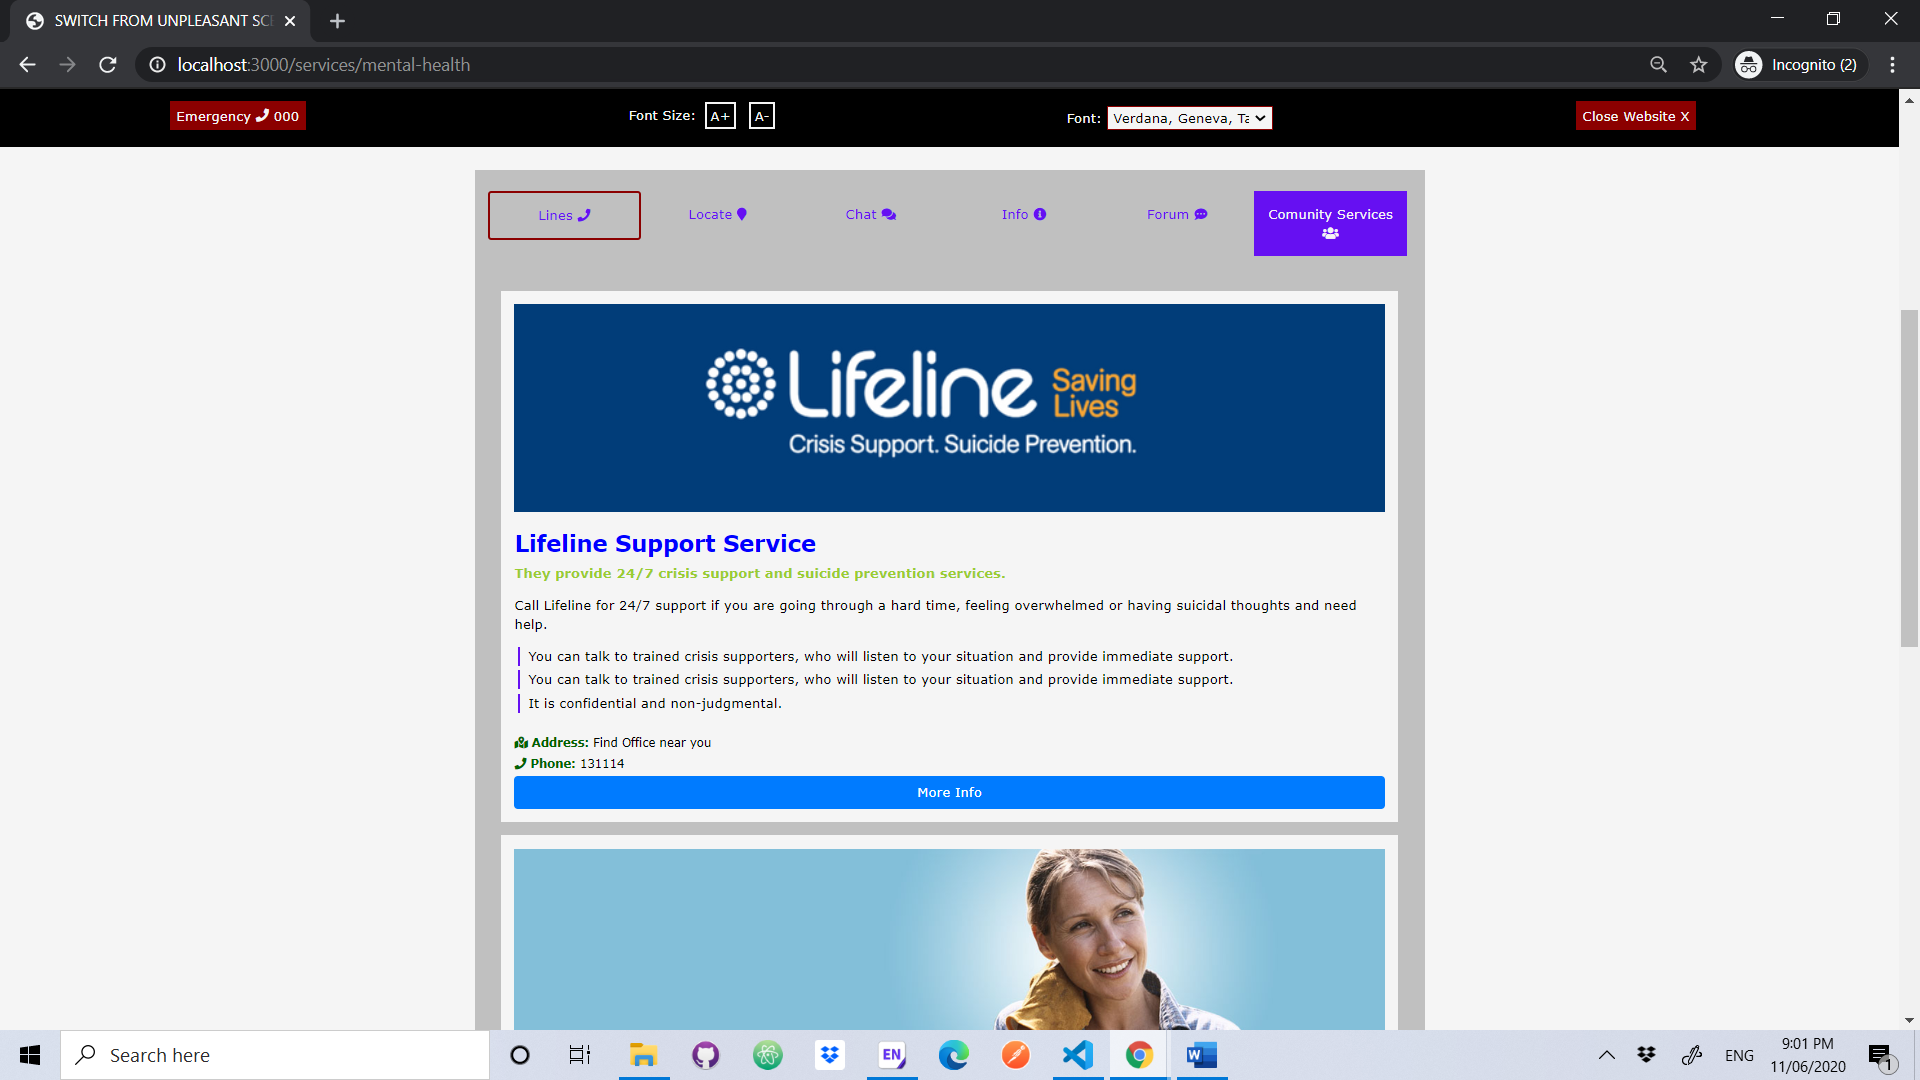 SWITCH FROM UNPLEASANT SCE
localhost:3000/services/mental-health
Incognito (2)
Emergency 000
Font Size: A+ A-
Font: Verdana, Geneva, Ta
Close Website X
Lines
Locate
Chat
Info
Forum
Comunity Services
Lifeline Saving Lives
Crisis Support. Suicide Prevention.
Lifeline Support Service
They provide 24/7 crisis support and suicide prevention services.
Call Lifeline for 24/7 support if you are going through a hard time, feeling overwhelmed or having suicidal thoughts and need
help.
You can talk to trained crisis supporters, who will listen to your situation and provide immediate support.
You can talk to trained crisis supporters, who will listen to your situation and provide immediate support.
It is confidential and non-judgmental.
Address: Find Office near you
Phone: 131114
More Info
Search here
EN
W
ENG
9:01 PM
11/06/2020
1